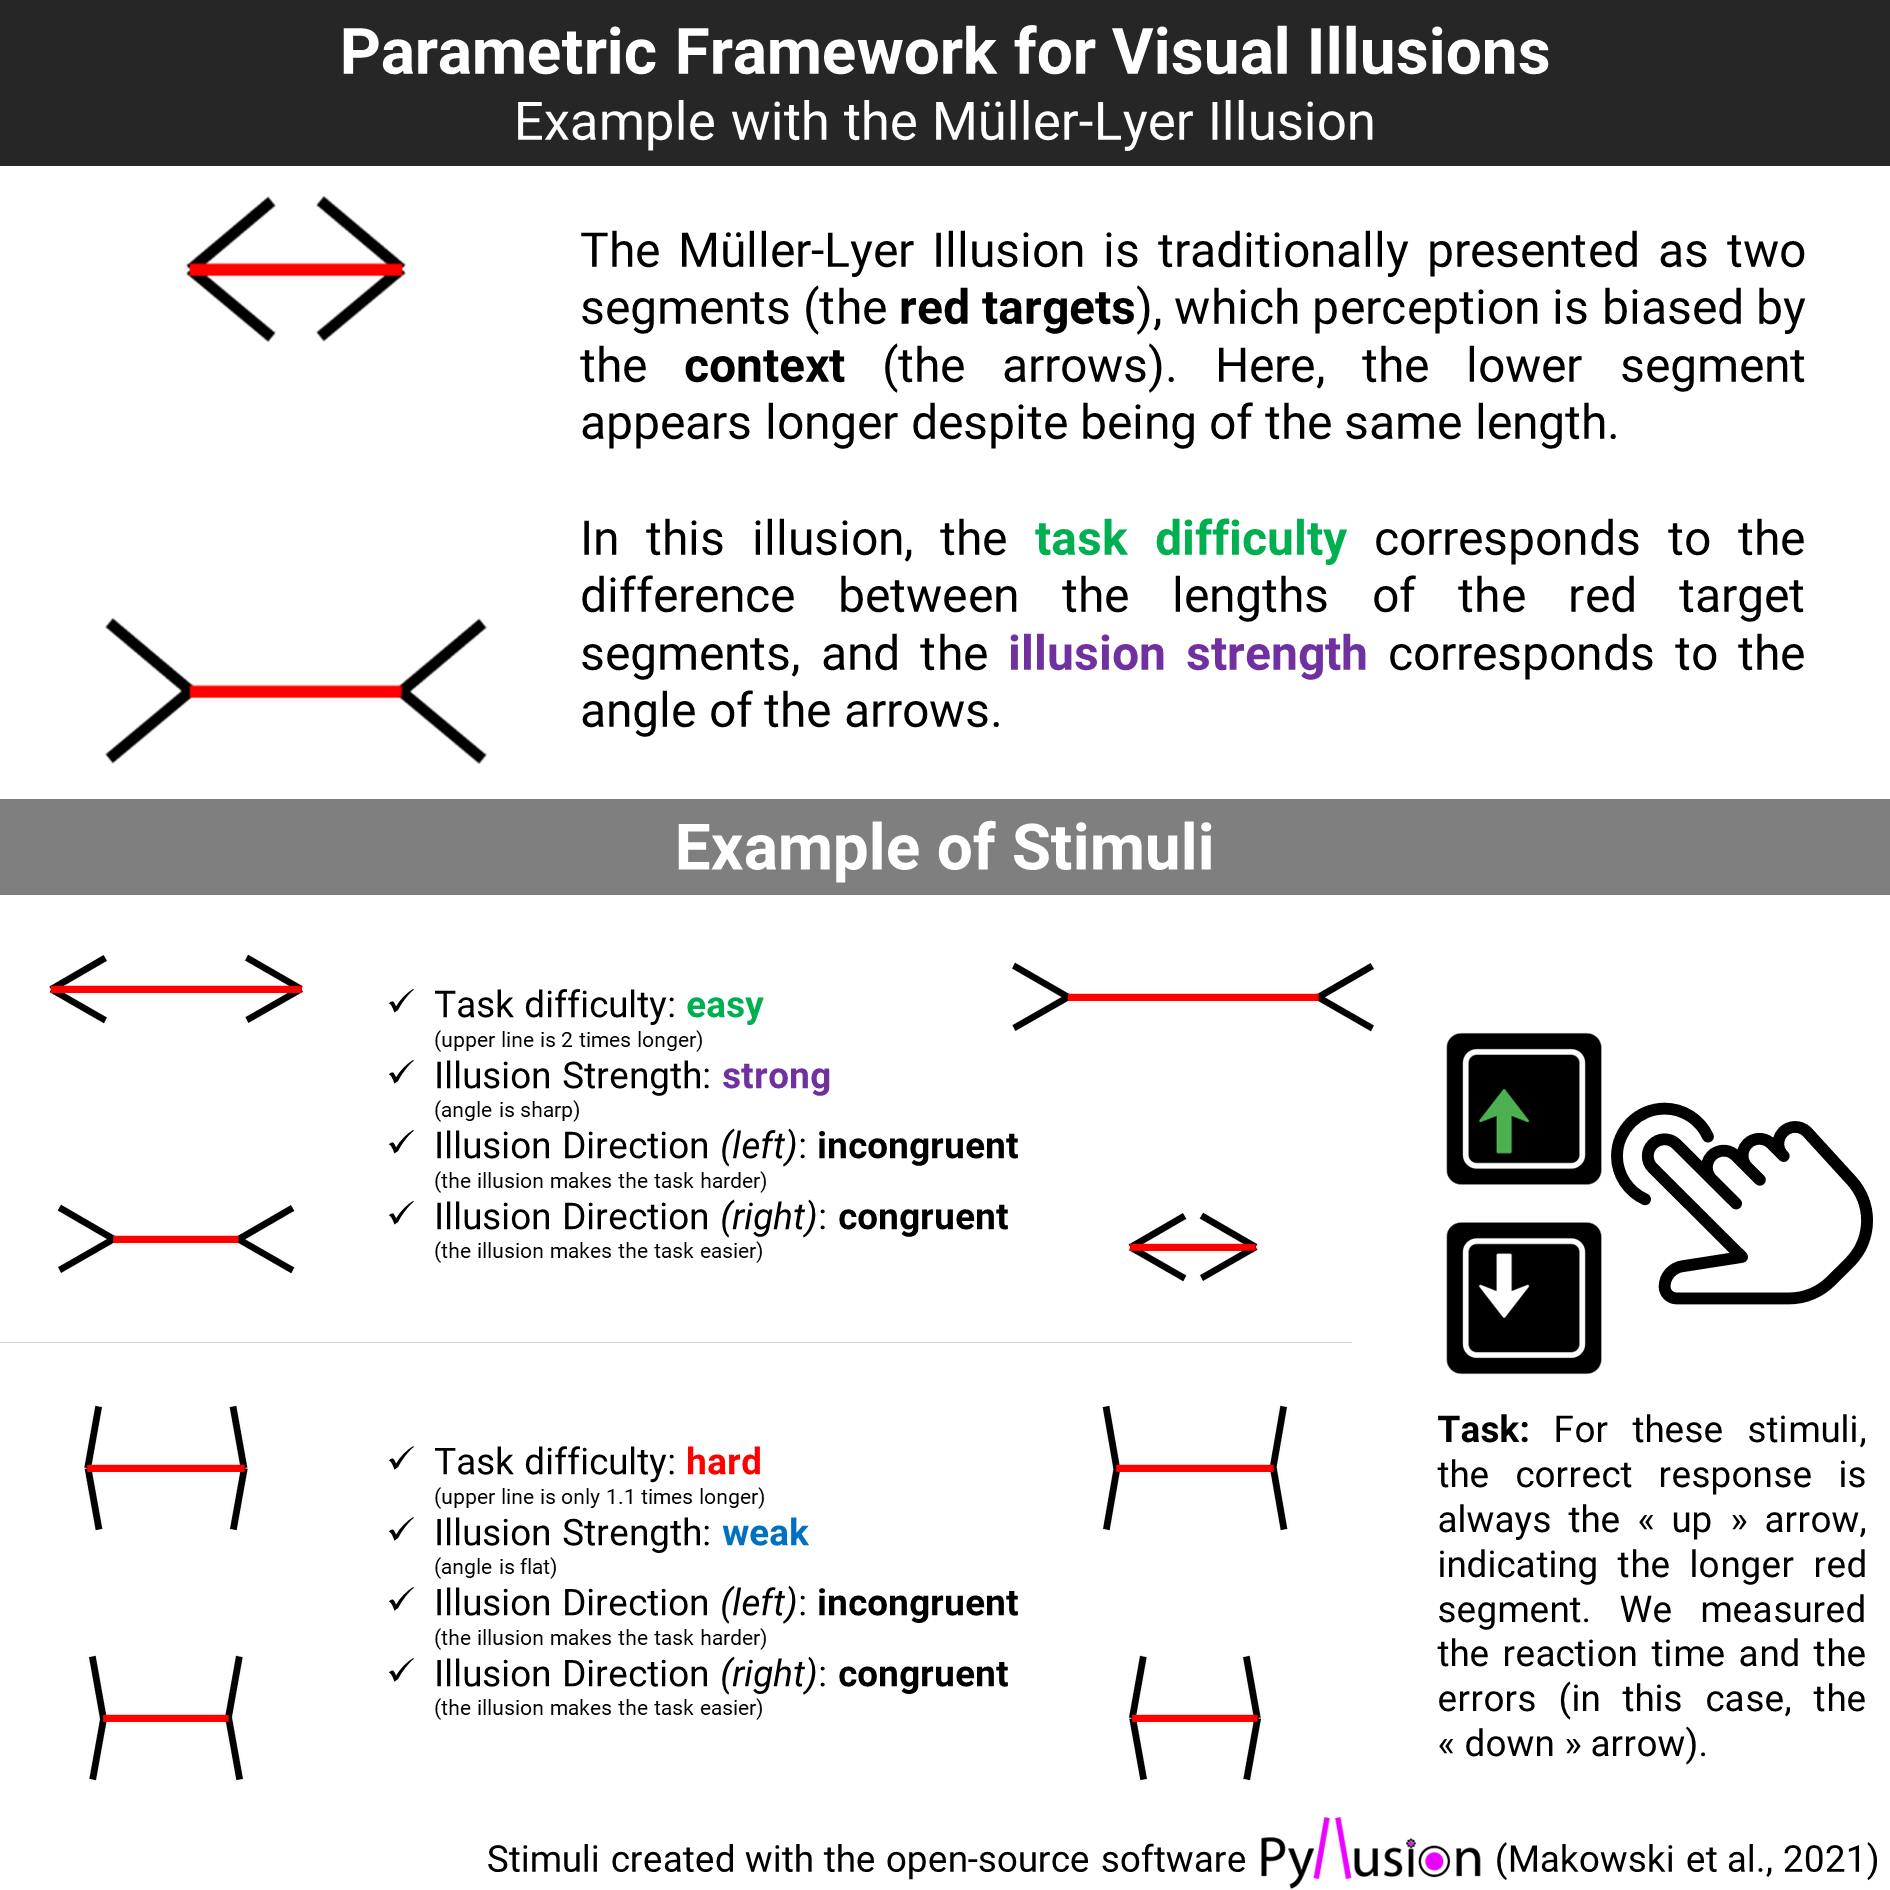 Parametric Framework for Visual Illusions
Example with the Müller-Lyer Illusion
The Müller-Lyer Illusion is traditionally presented as two
segments (the red targets), which perception is biased by
the context (the arrows). Here, the lower segment
appears longer despite being of the same length.
In this illusion, the task difficulty corresponds to the
difference between the lengths of the red target
segments, and the illusion strength corresponds to the
angle of the arrows.
Example of Stimuli
✓ Task difficulty: easy
(upper line is 2 times longer)
✓ Illusion Strength: strong
(angle is sharp)
✓ Illusion Direction (left): incongruent
(the illusion makes the task harder)
✓ Illusion Direction (right): congruent
(the illusion makes the task easier)
✓ Task difficulty: hard
(upper line is only 1.1 times longer)
✓ Illusion Strength: weak
(angle is flat)
✓ Illusion Direction (left): incongruent
(the illusion makes the task harder)
✓ Illusion Direction (right): congruent
(the illusion makes the task easier)
Task: For these stimuli,
the correct response is
always the « up » arrow,
indicating the longer red
segment. We measured
the reaction time and the
errors (in this case, the
« down » arrow).
Stimuli created with the open-source software Pyllusion (Makowski et al., 2021)